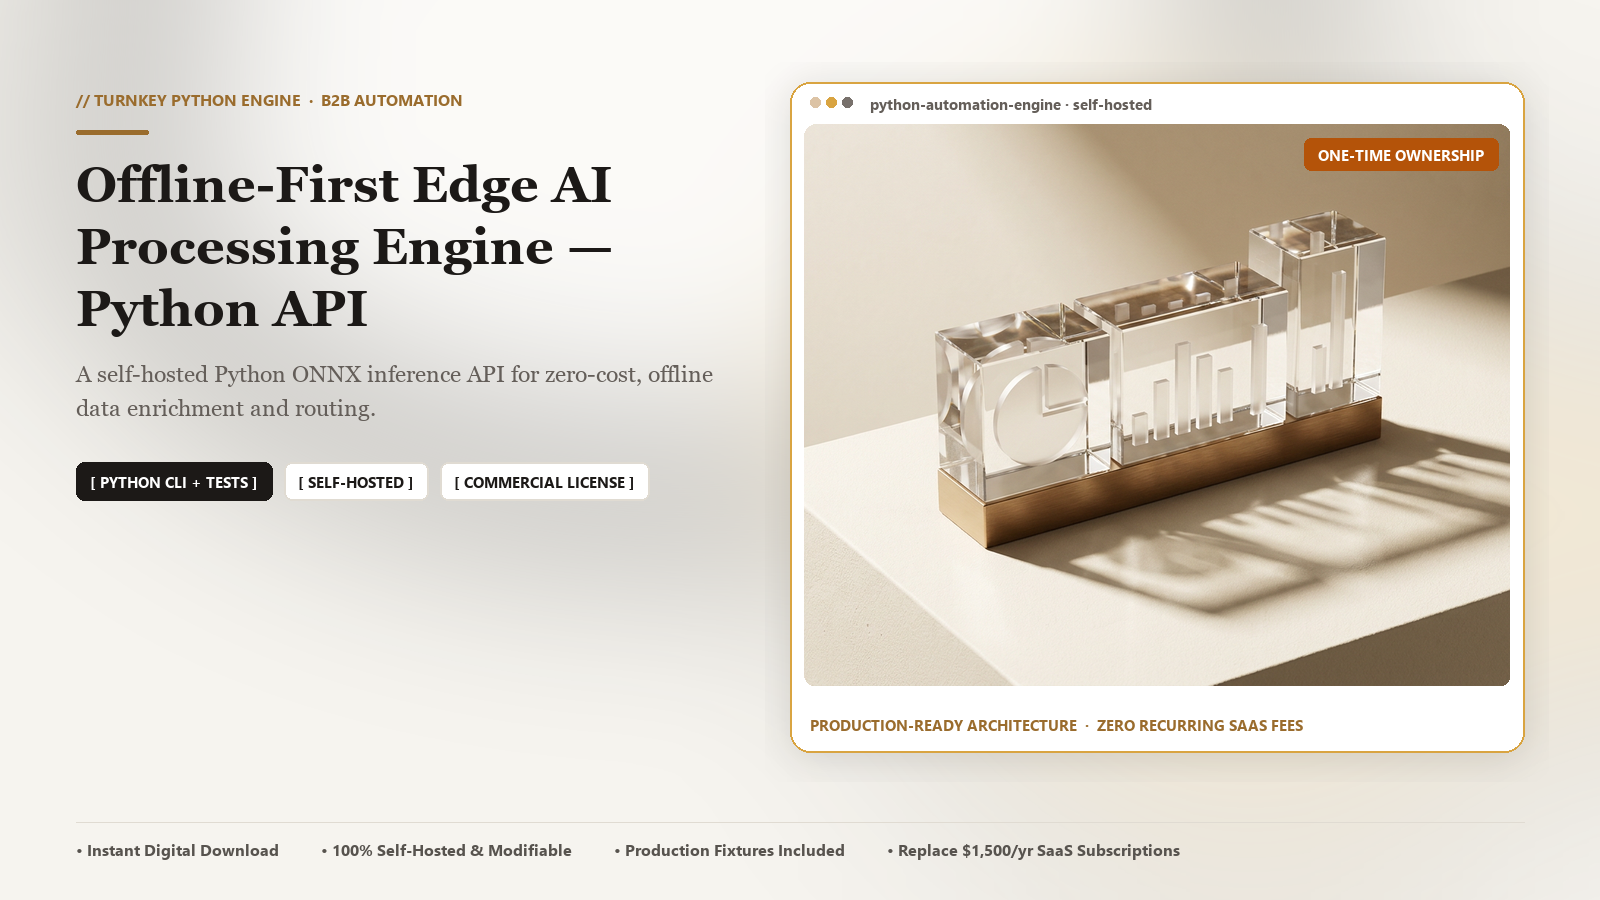 // TURNKEY PYTHON ENGINE · B2B AUTOMATION
Offline-First Edge AI
Processing Engine —
Python API
A self-hosted Python ONNX inference API for zero-cost, offline
data enrichment and routing.
[ PYTHON CLI + TESTS ]
[ SELF-HOSTED ]
[ COMMERCIAL LICENSE ]
python-automation-engine · self-hosted
ONE-TIME OWNERSHIP
PRODUCTION-READY ARCHITECTURE · ZERO RECURRING SAAS FEES
• Instant Digital Download
• 100% Self-Hosted & Modifiable
• Production Fixtures Included
• Replace $1,500/yr SaaS Subscriptions